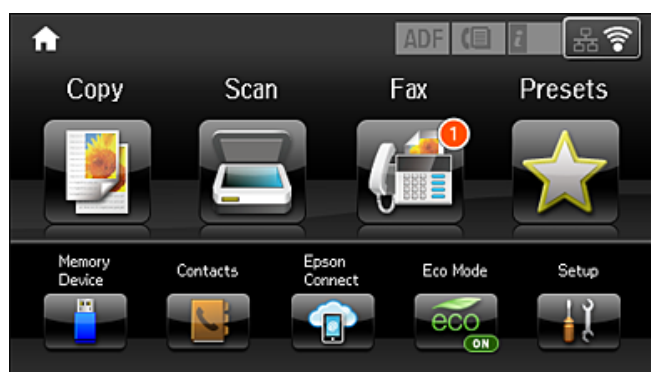 ADF i
Copy Scan Fax Presets
1
Memory
Device
Contacts
Epson
Connect
Eco Mode
Setup
eco
ON